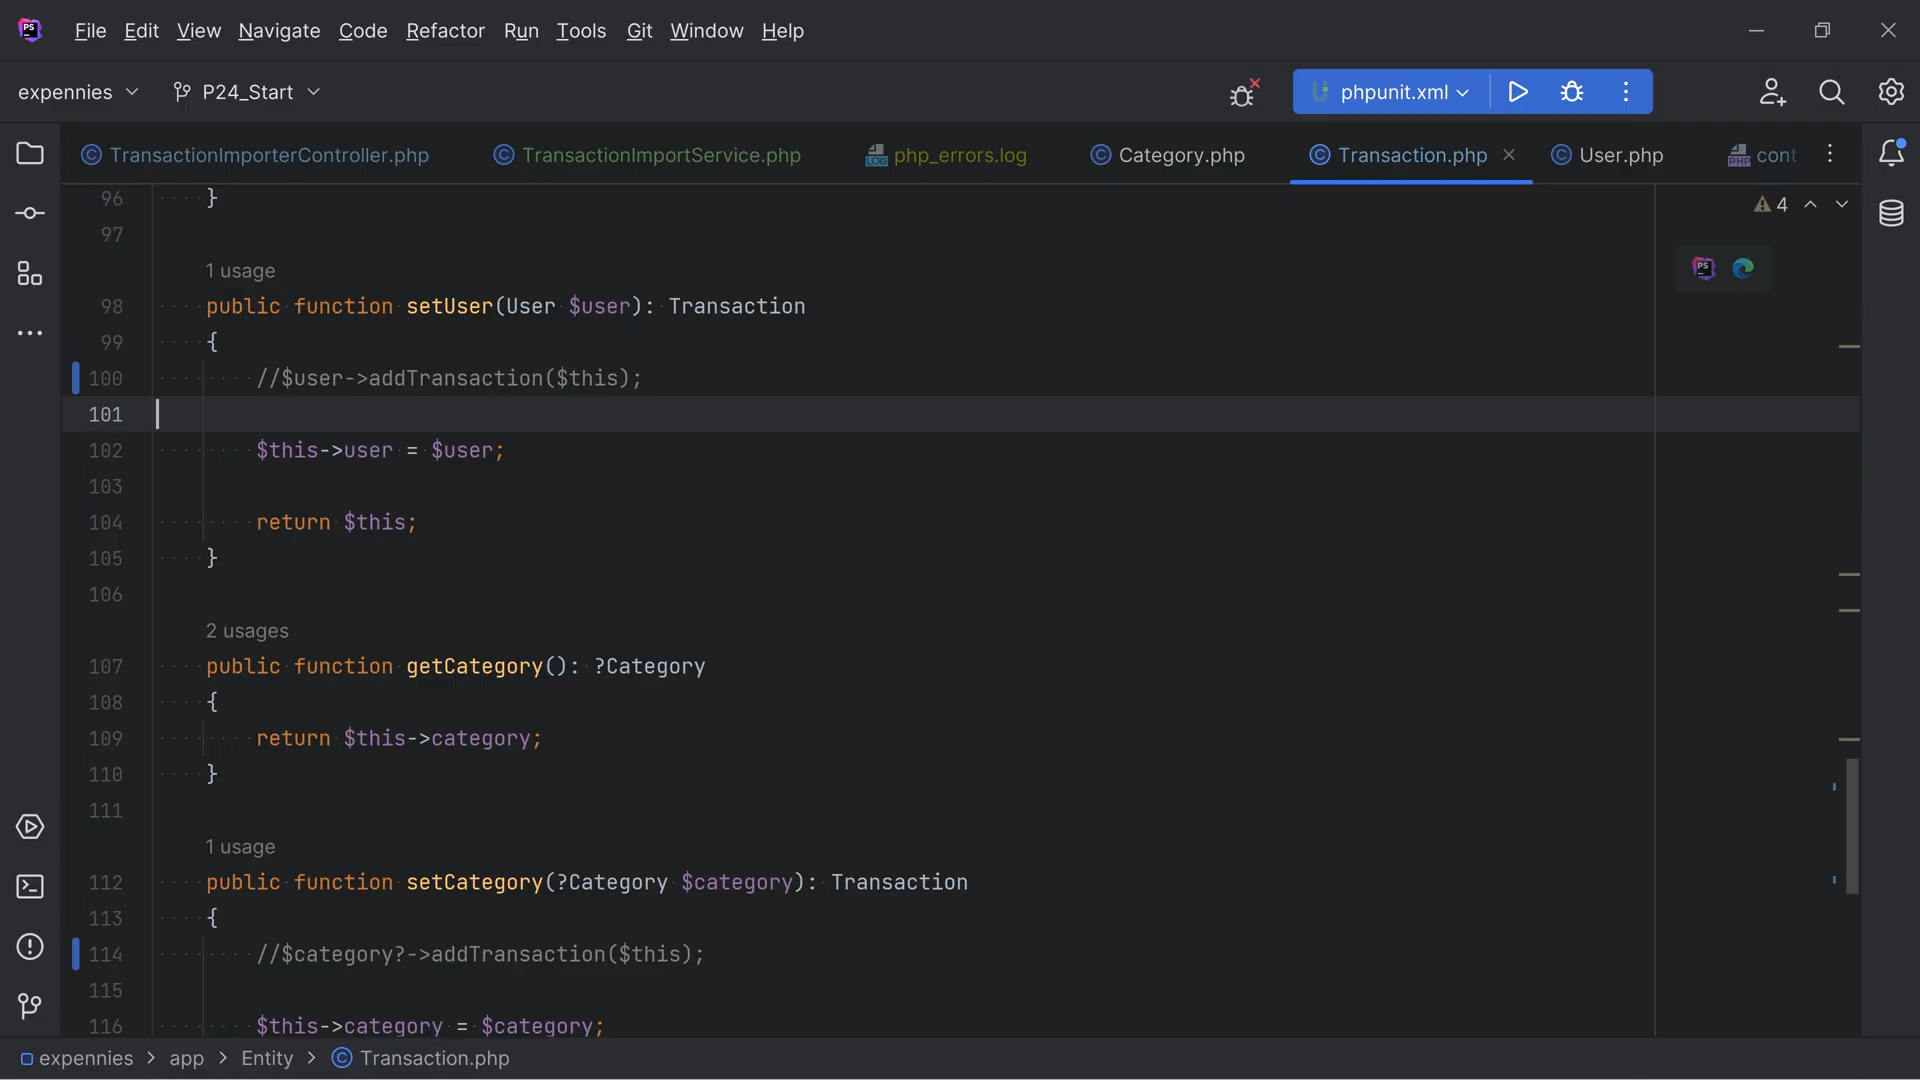 PS File Edit View Navigate Code Refactor Run Tools Git Window Help
expennies P24_Start phpunit.xml
TransactionImporterController.php TransactionImportService.php php_errors.log Category.php Transaction.php User.php cont
4
96 }
97
1 usage
98 public function setUser(User $user): Transaction
99 {
100 //$user->addTransaction($this);
101
102 $this->user = $user;
103
104 return $this;
105 }
106
2 usages
107 public function getCategory(): ?Category
108 {
109 return $this->category;
110 }
111
1 usage
112 public function setCategory(?Category $category): Transaction
113 {
114 //$category?->addTransaction($this);
115
116 $this->category = $category;
expennies > app > Entity > Transaction.php